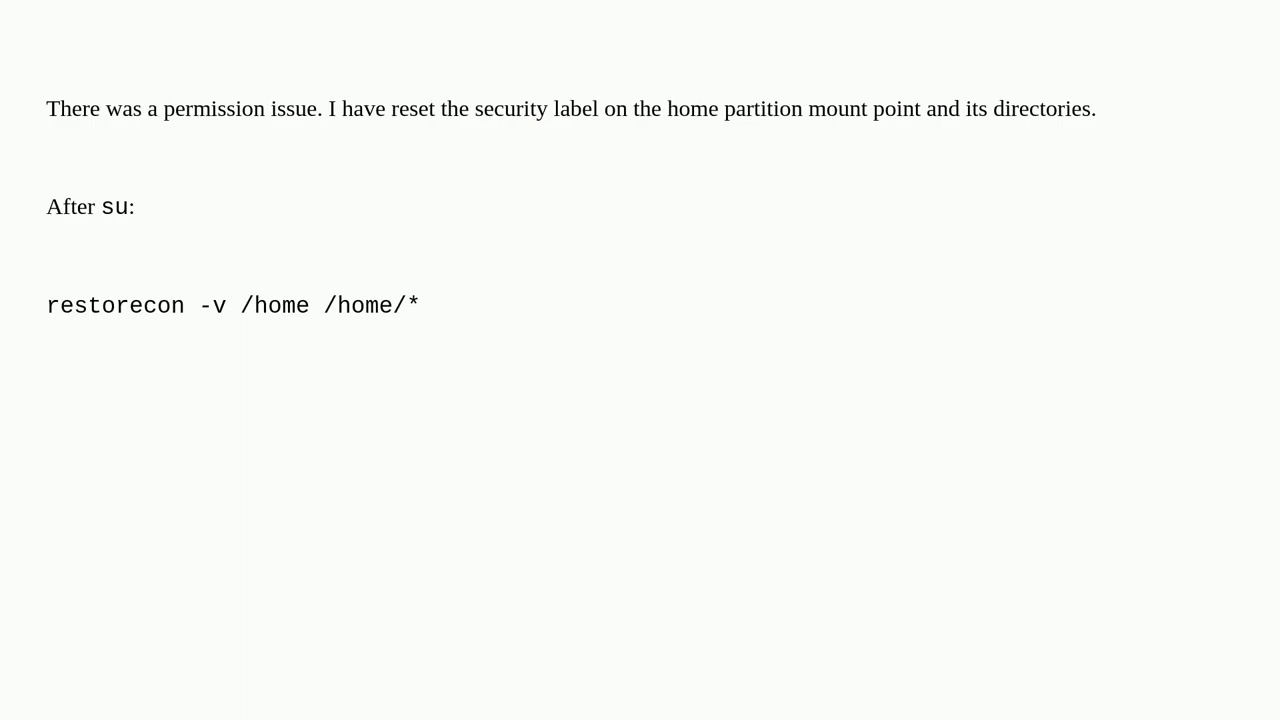 There was a permission issue. I have reset the security label on the home partition mount point and its directories.
After su:
restorecon -v /home /home/*